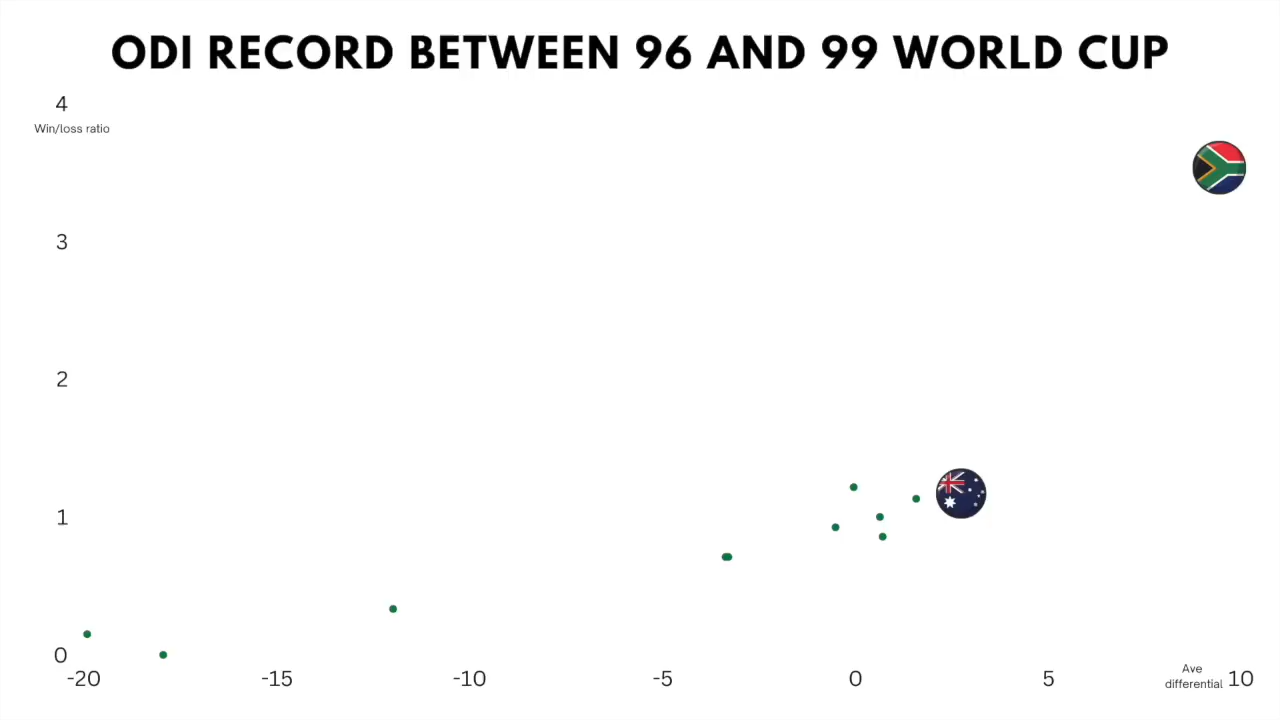 ODI RECORD BETWEEN 96 AND 99 WORLD CUP
4
Win/loss ratio
3
2
1
0
-20 -15 -10 -5 0 5 10
Ave
differential